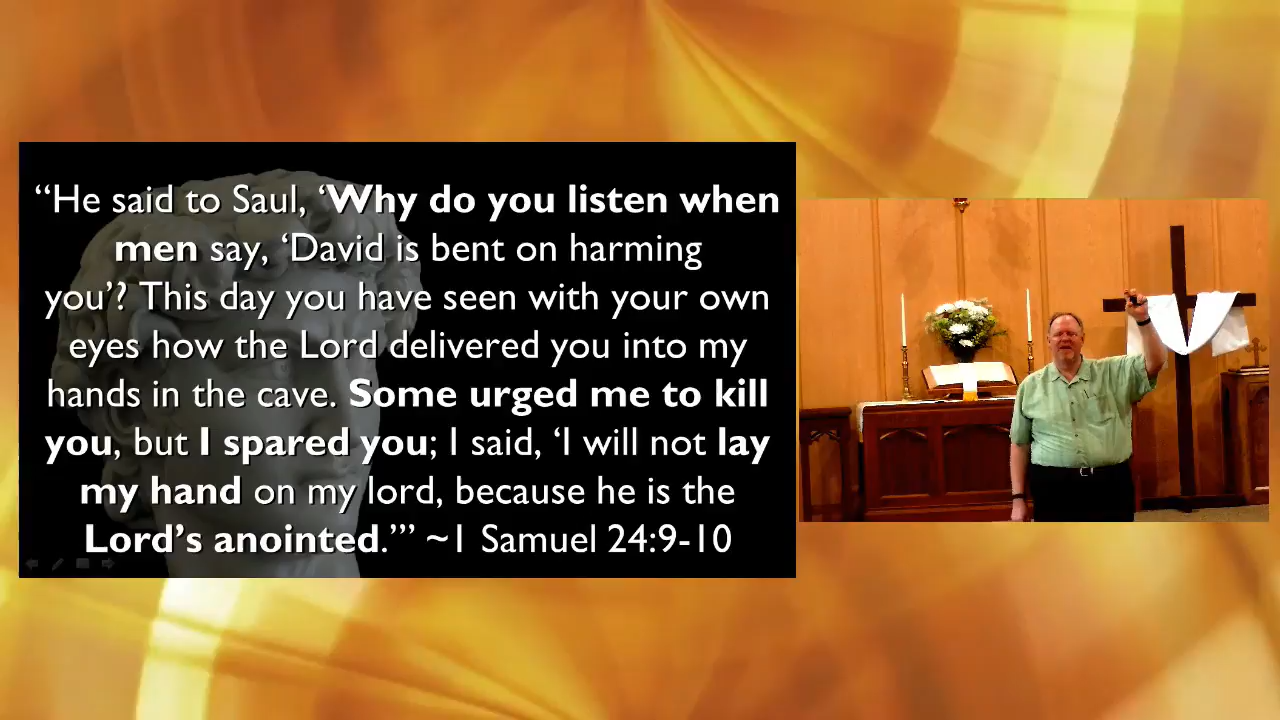 “He said to Saul, ‘Why do you listen when
men say, ‘David is bent on harming
you’? This day you have seen with your own
eyes how the Lord delivered you into my
hands in the cave. Some urged me to kill
you, but I spared you; I said, ‘I will not lay
my hand on my lord, because he is the
Lord’s anointed.’” ~1 Samuel 24:9-10